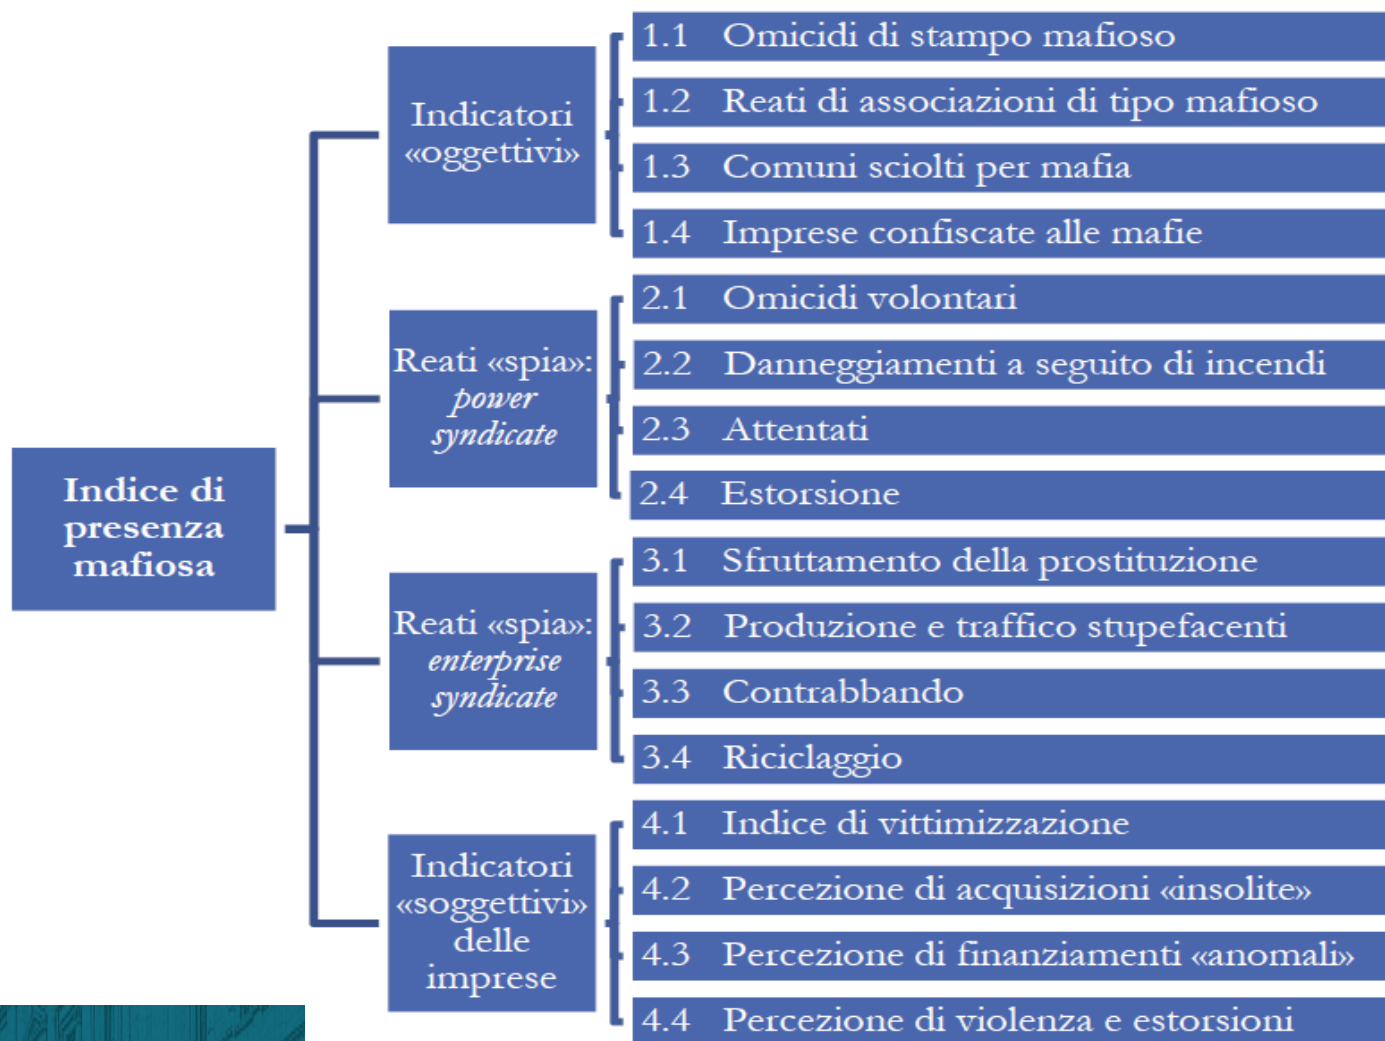 Indice di
presenza
mafiosa
Indicatori
«oggettivi»
1.1 Omicidi di stampo mafioso
1.2 Reati di associazioni di tipo mafioso
1.3 Comuni sciolti per mafia
1.4 Imprese confiscate alle mafie
Reati «spia»:
power
syndicate
2.1 Omicidi volontari
2.2 Danneggiamenti a seguito di incendi
2.3 Attentati
2.4 Estorsione
Reati «spia»:
enterprise
syndicate
3.1 Sfruttamento della prostituzione
3.2 Produzione e traffico stupefacenti
3.3 Contrabbando
3.4 Riciclaggio
Indicatori
«soggettivi»
delle
imprese
4.1 Indice di vittimizzazione
4.2 Percezione di acquisizioni «insolite»
4.3 Percezione di finanziamenti «anomali»
4.4 Percezione di violenza e estorsioni